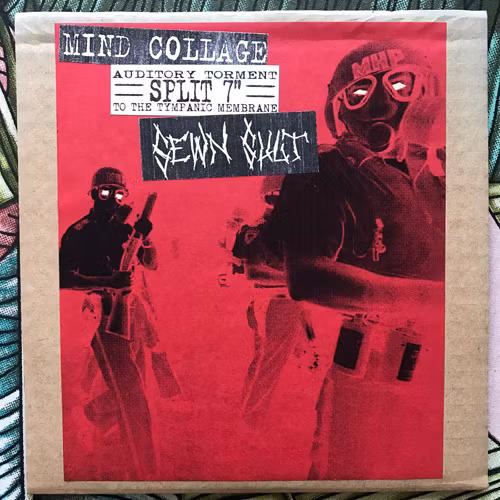 MIND COLLAGE
AUDITORY TORMENT
SPLIT 7"
TO THE TYMPANIC MEMBRANE
SEWN SHUT
MHP